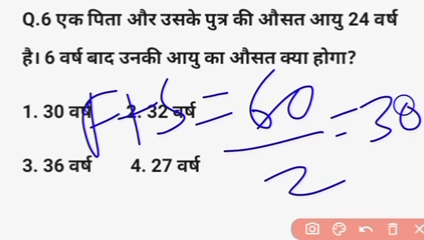 Q.6 एक पिता और उसके पुत्र की औसत आयु 24 वर्ष
है। 6 वर्ष बाद उनकी आयु का औसत क्या होगा?
1. 30 वर्ष 2. 32 वर्ष
F+S = 60/2 = 30
3. 36 वर्ष 4. 27 वर्ष